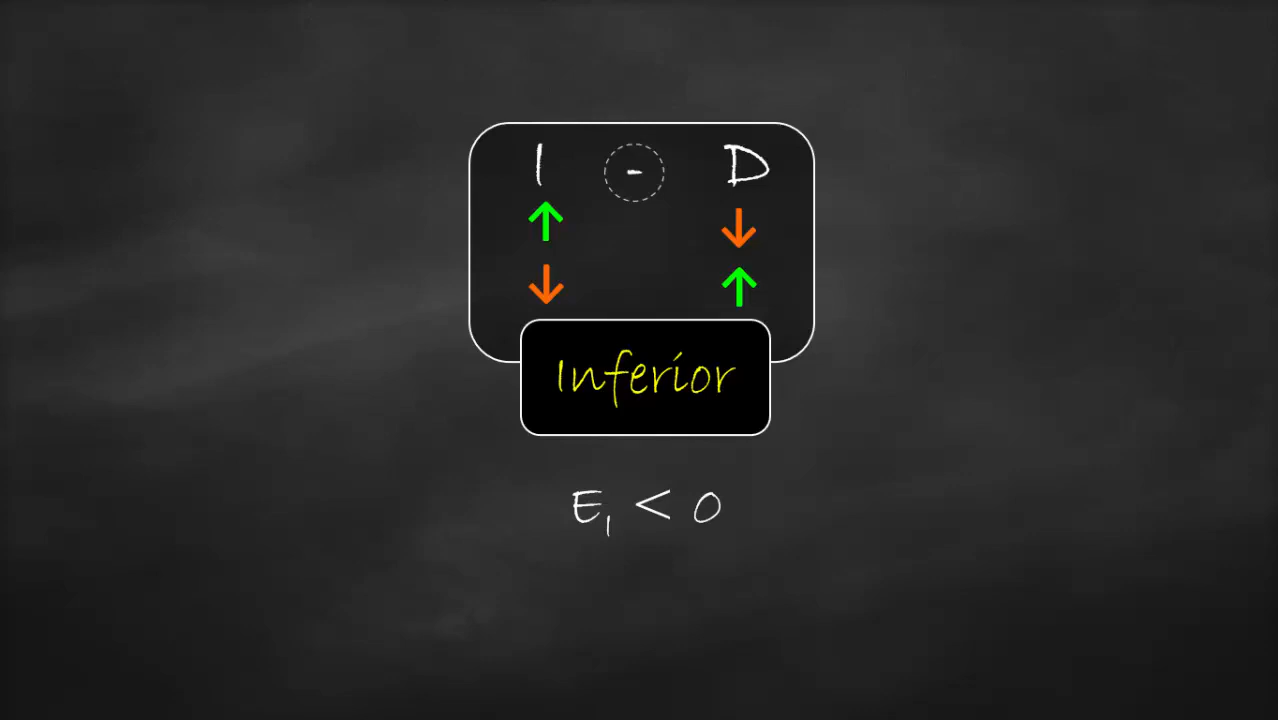 I - D
↑ ↓
↓ ↑
Inferior
E₁ < 0